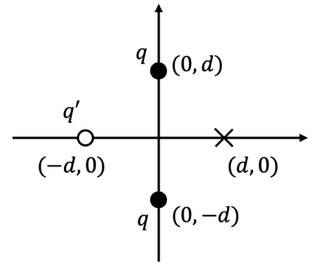 q (0, d)
q′
(−d, 0) (d, 0)
q (0, −d)